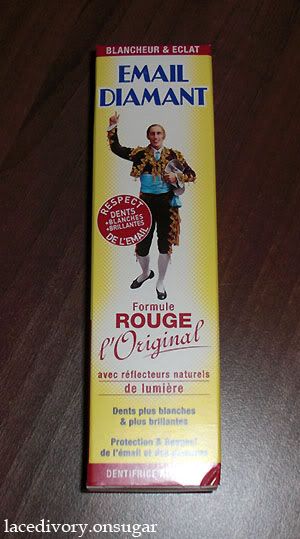 BLANCHEUR & ECLAT
EMAIL
DIAMANT
RESPECT
DENTS
+BLANCHES
+BRILLANTES
DE L'EMAIL
Formule
ROUGE
l'Original
avec réflecteurs naturels
de lumière
Dents plus blanches
& plus brillantes
Protection & Respect
de l'émail et des
DENTIFRICE
lacedivory.onsugar